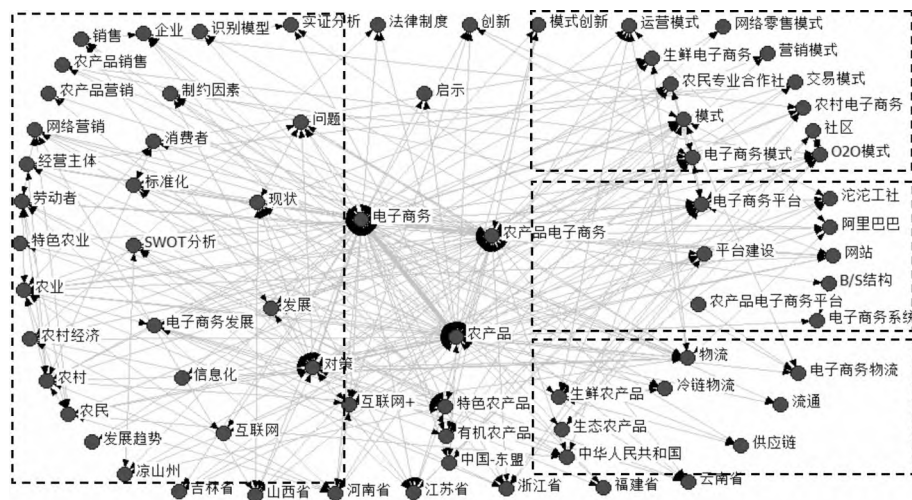 销售
企业
识别模型
实证分析
法律制度
创新
模式创新
运营模式
网络零售模式
农产品销售
生鲜电子商务
营销模式
农产品营销
制约因素
启示
农民专业合作社
交易模式
农村电子商务
网络营销
消费者
问题
模式
社区
经营主体
电子商务模式
O2O模式
劳动者
标准化
现状
电子商务
农产品电子商务
电子商务平台
沱沱工社
阿里巴巴
特色农业
SWOT分析
平台建设
网站
农业
B/S结构
发展
农产品电子商务平台
农村经济
电子商务发展
农产品
电子商务系统
农村
信息化
对策
物流
电子商务物流
农民
互联网+
特色农产品
生鲜农产品
冷链物流
流通
发展趋势
互联网
有机农产品
生态农产品
供应链
凉山州
中国-东盟
中华人民共和国
吉林省
山西省
河南省
江苏省
浙江省
福建省
云南省